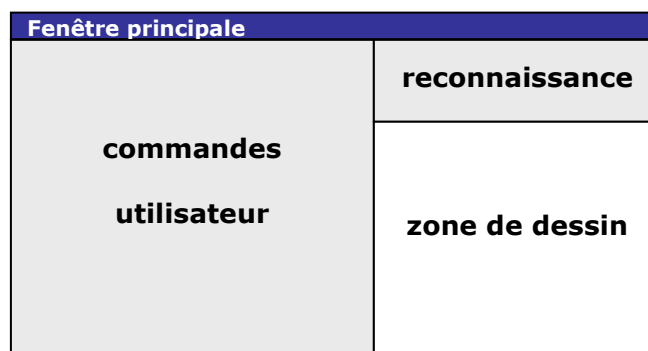 Fenêtre principale
commandes
utilisateur
reconnaissance
zone de dessin